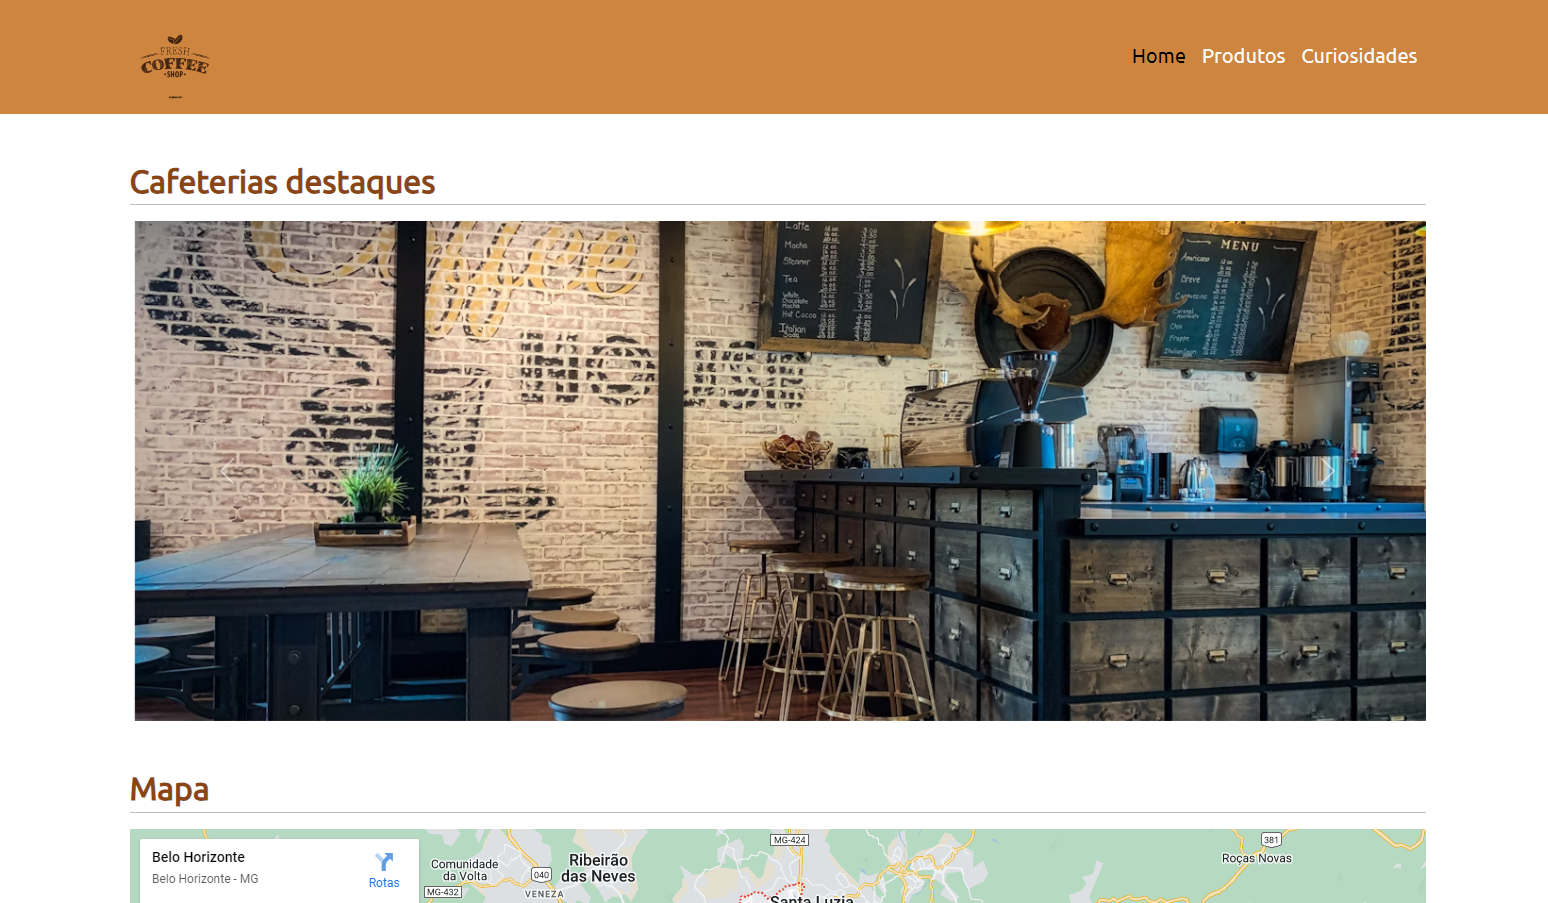 FRESH
COFFEE
SHOP
Home Produtos Curiosidades
Cafeterias destaques
Coffee
Latte
Mocha
Steamer
Tea
White
Chocolate
Mocha
Hot Cocoa
Italian
Soda
MENU
Americano
Breve
Cappuccino
Caramel
Chai
Frappe
Mapa
Belo Horizonte
Belo Horizonte - MG
Rotas
Comunidade
da Volta
MG-432
040
VENEZA
Ribeirão
das Neves
MG-424
Santa Luzia
381
Roças Novas